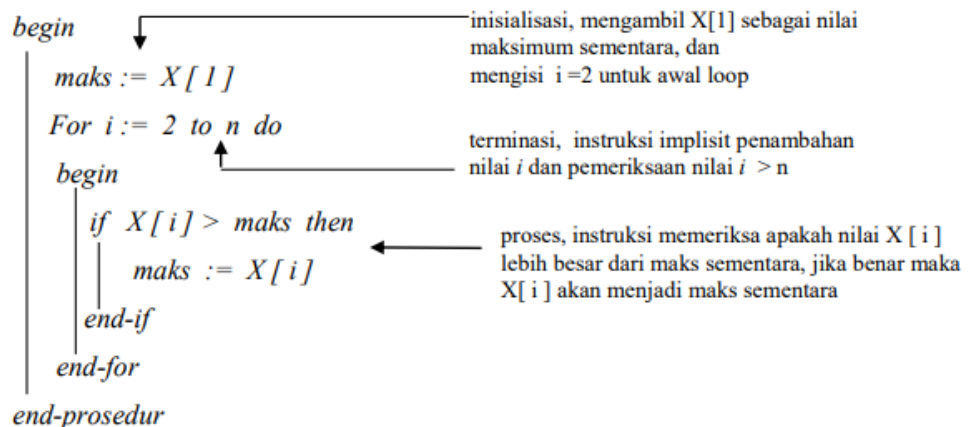 begin
inisialisasi, mengambil X[1] sebagai nilai
maksimum sementara, dan
mengisi i =2 untuk awal loop
maks := X [ 1 ]
For i := 2 to n do
terminasi, instruksi implisit penambahan
nilai i dan pemeriksaan nilai i > n
begin
if X [ i ] > maks then
proses, instruksi memeriksa apakah nilai X [ i ]
lebih besar dari maks sementara, jika benar maka
X[ i ] akan menjadi maks sementara
maks := X [ i ]
end-if
end-for
end-prosedur